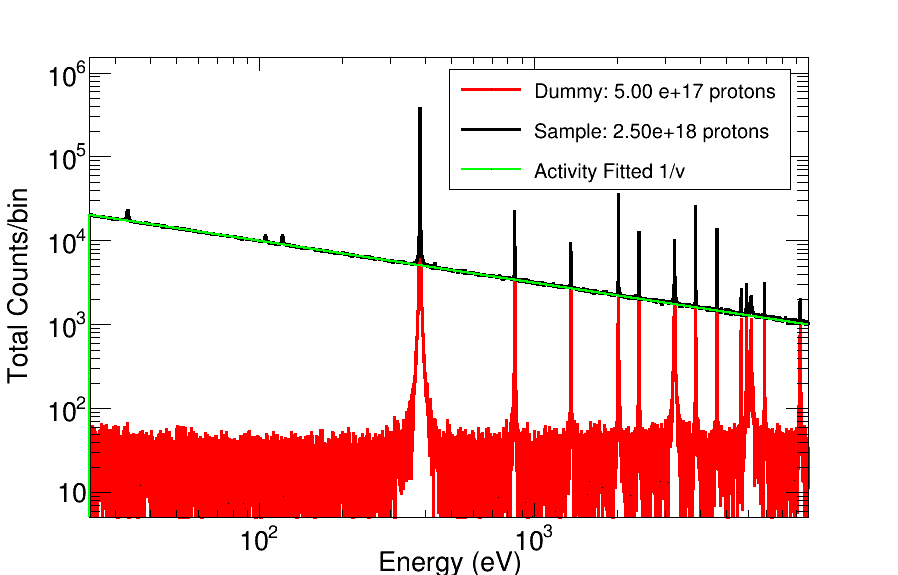 10^6
10^5
10^4
10^3
10^2
10
Total Counts/bin
Dummy: 5.00 e+17 protons
Sample: 2.50e+18 protons
Activity Fitted 1/v
10^2
10^3
Energy (eV)